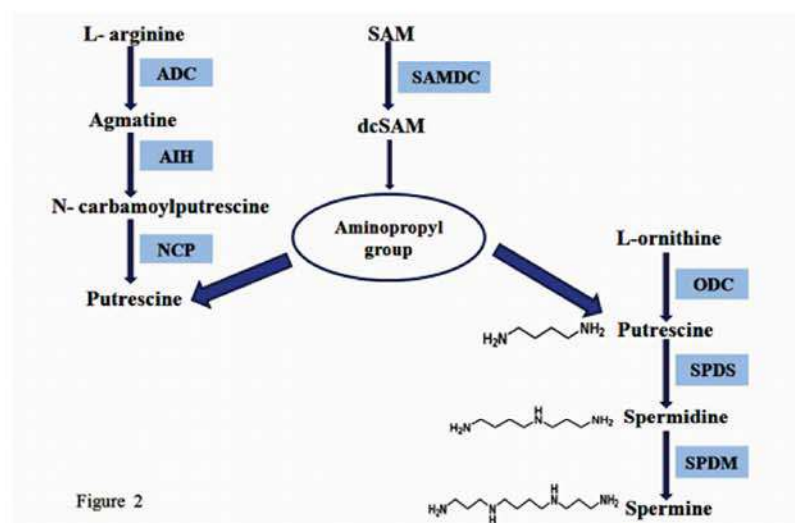 L- arginine
ADC
Agmatine
AIH
N- carbamoylputrescine
NCP
Putrescine
SAM
SAMDC
dcSAM
Aminopropyl
group
L-ornithine
ODC
H₂N NH₂ Putrescine
SPDS
H
H₂N N NH₂ Spermidine
SPDM
H
H₂N N N NH₂ Spermine
H
Figure 2